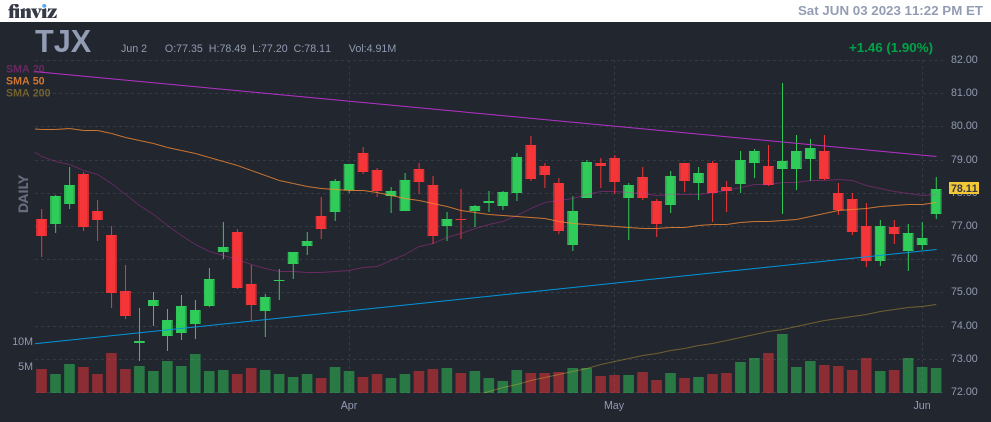 finviz
Sat JUN 03 2023 11:22 PM ET
TJX
Jun 2 O:77.35 H:78.49 L:77.20 C:78.11 Vol:4.91M
+1.46 (1.90%)
SMA 20
SMA 50
SMA 200
DAILY
82.00
81.00
80.00
79.00
78.11
77.00
76.00
75.00
74.00
73.00
72.00
10M
5M
Apr
May
Jun